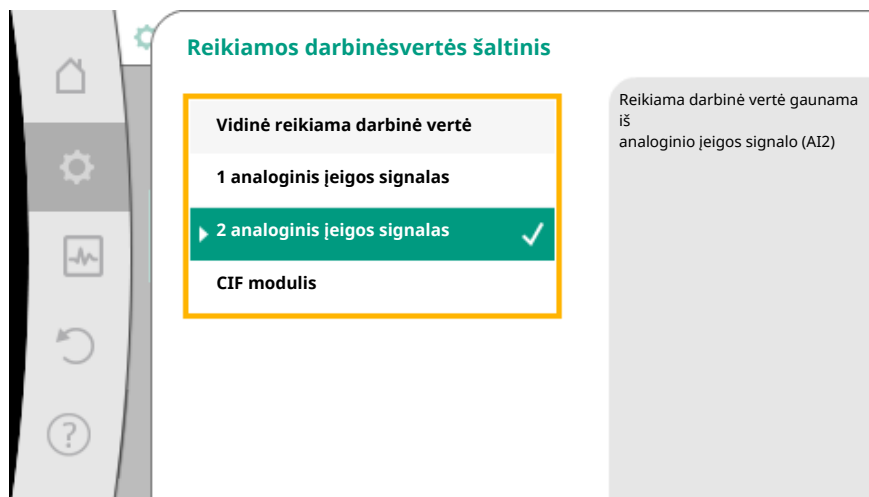 Reikiamos darbinėsvertės šaltinis
Vidinė reikiama darbinė vertė
1 analoginis įeigos signalas
2 analoginis įeigos signalas
CIF modulis
Reikiama darbinė vertė gaunama
iš
analoginio įeigos signalo (AI2)